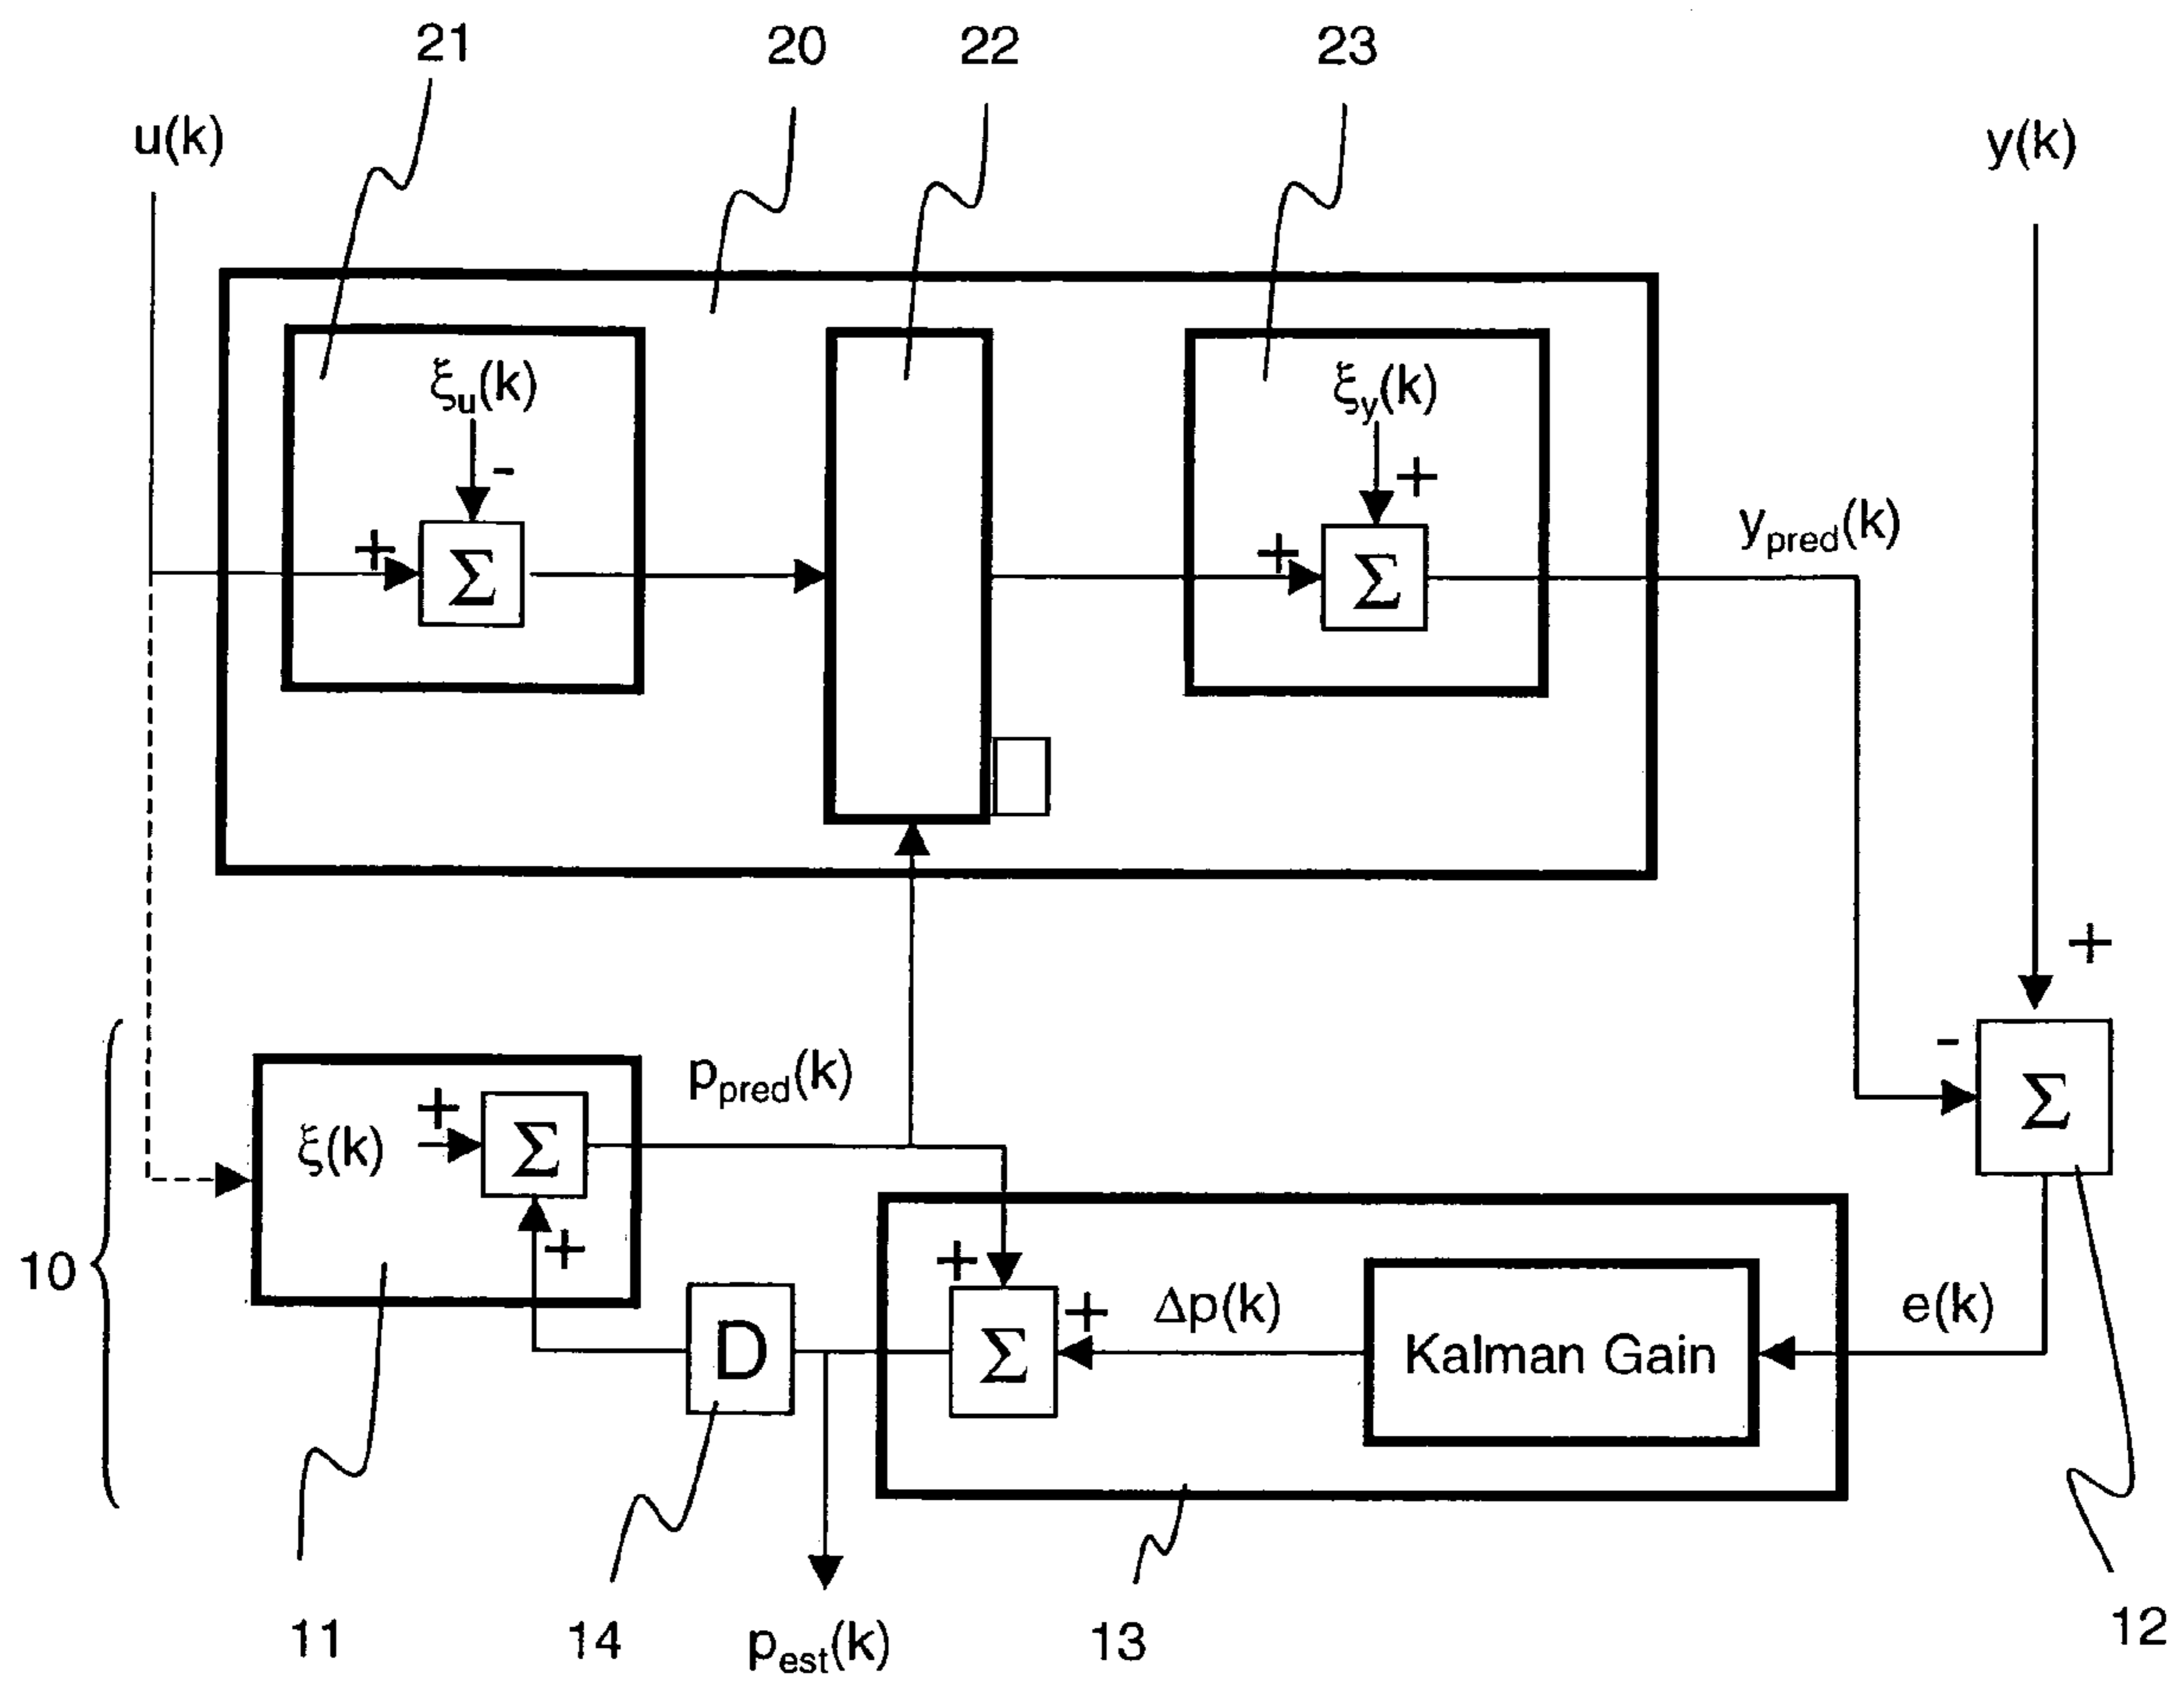 21 20 22 23
u(k) y(k)
ξu(k) ξy(k)
- +
+ Σ + Σ ypred(k)
+
-
+ Σ ppred(k) Σ
ξ(k)
+ + 
10 + Δp(k) e(k)
D Σ Kalman Gain
11 14 pest(k) 13 12